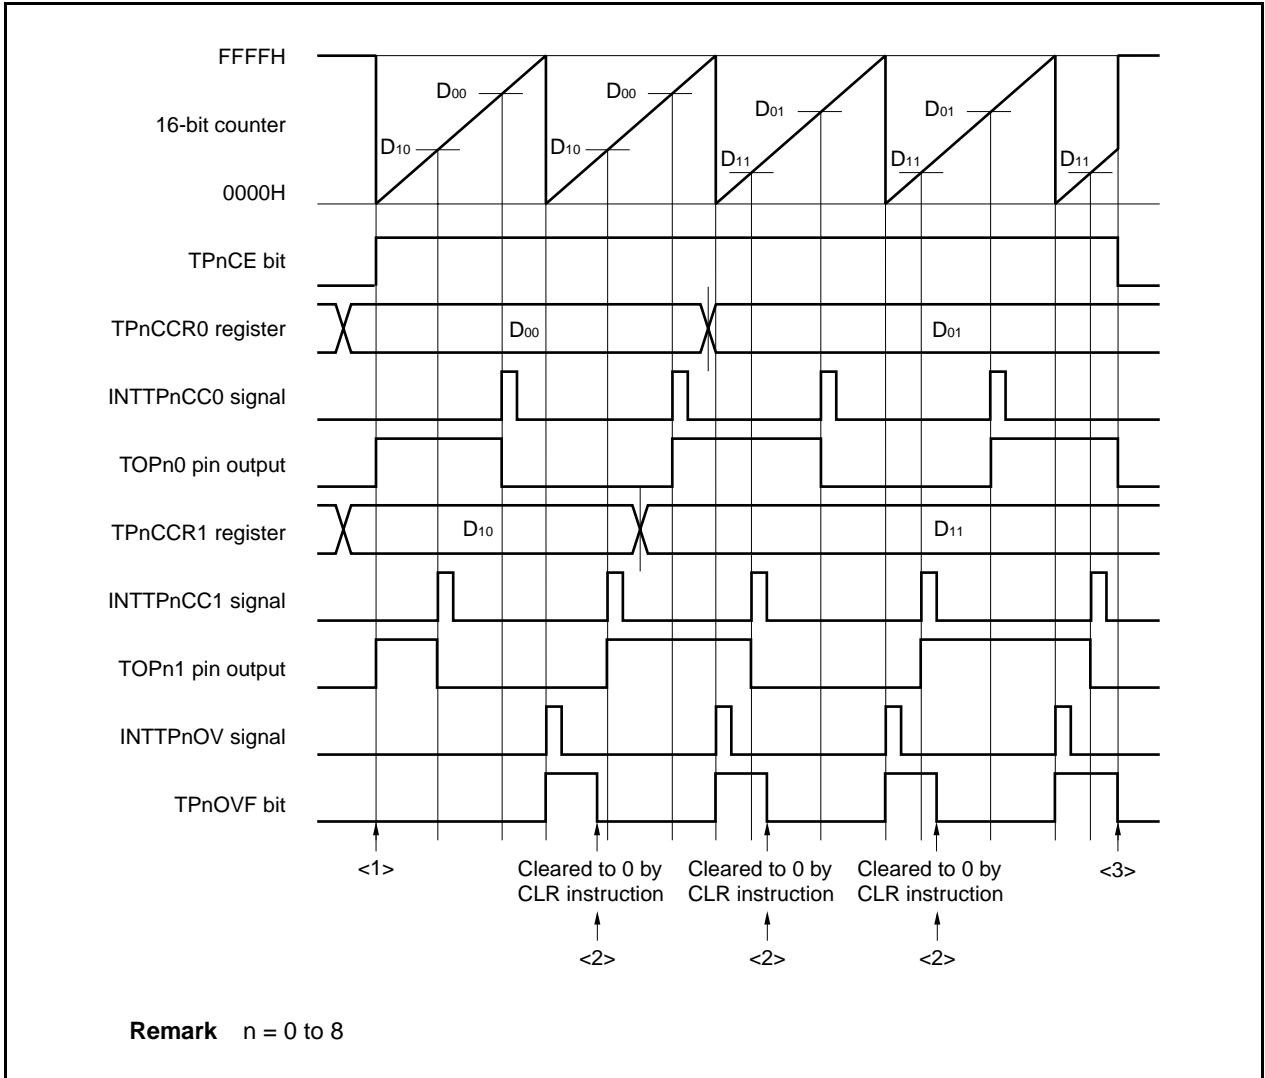 FFFFH
D00
D00
D01
D01
16-bit counter
D10
D10
D11
D11
D11
0000H
TPnCE bit
TPnCCR0 register
D00
D01
INTTPnCC0 signal
TOPn0 pin output
TPnCCR1 register
D10
D11
INTTPnCC1 signal
TOPn1 pin output
INTTPnOV signal
TPnOVF bit
<1>
Cleared to 0 by
CLR instruction
Cleared to 0 by
CLR instruction
Cleared to 0 by
CLR instruction
<3>
<2>
<2>
<2>
Remark n = 0 to 8